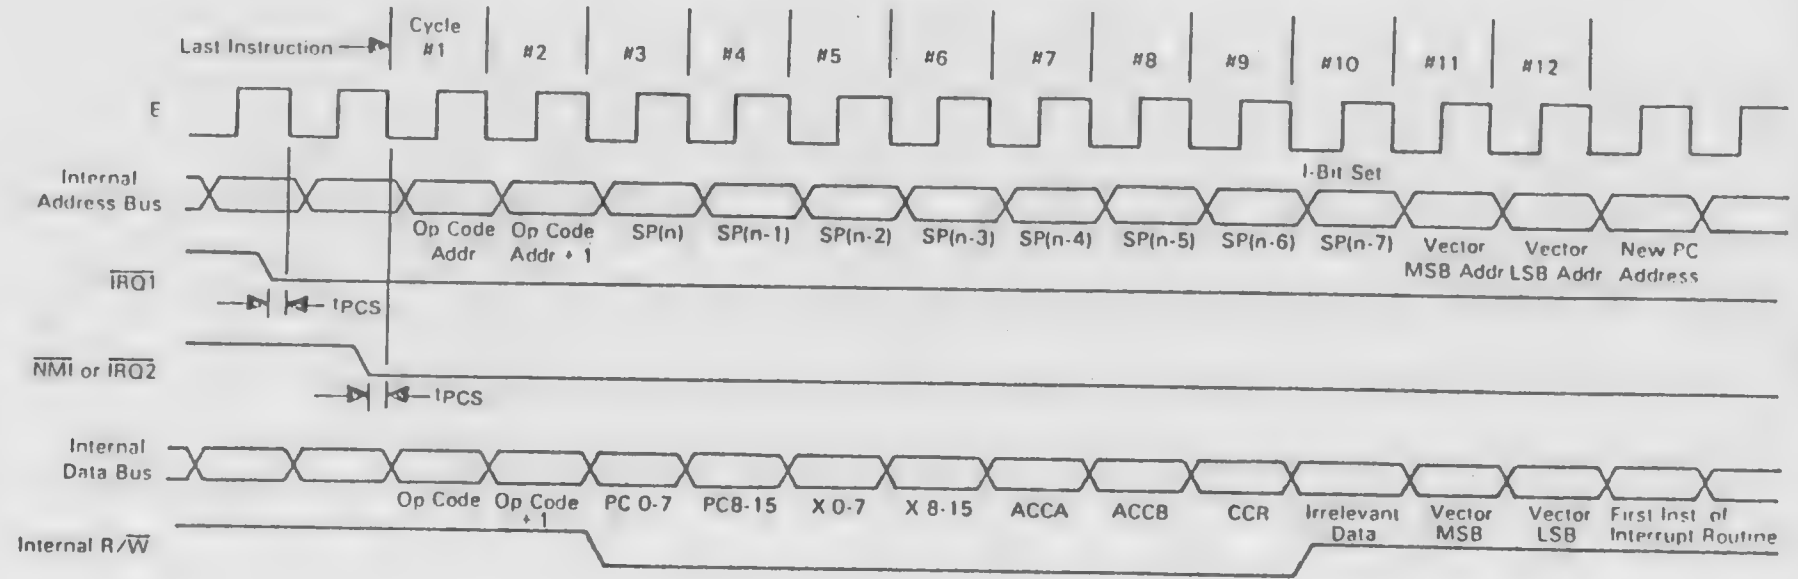 Last Instruction
Cycle
#1 #2 #3 #4 #5 #6 #7 #8 #9 #10 #11 #12
E
I-Bit Set
Internal
Address Bus
Op Code
Addr
Op Code
Addr + 1
SP(n) SP(n-1) SP(n-2) SP(n-3) SP(n-4) SP(n-5) SP(n-6) SP(n-7)
Vector
MSB Addr
Vector
LSB Addr
New PC
Address
IRQ1
tPCS
NMI or IRQ2
tPCS
Internal
Data Bus
Op Code
Op Code
+ 1
PC 0-7 PC8-15 X 0-7 X 8-15 ACCA ACCB CCR
Irrelevant
Data
Vector
MSB
Vector
LSB
First Inst of
Interrupt Routine
Internal R/W